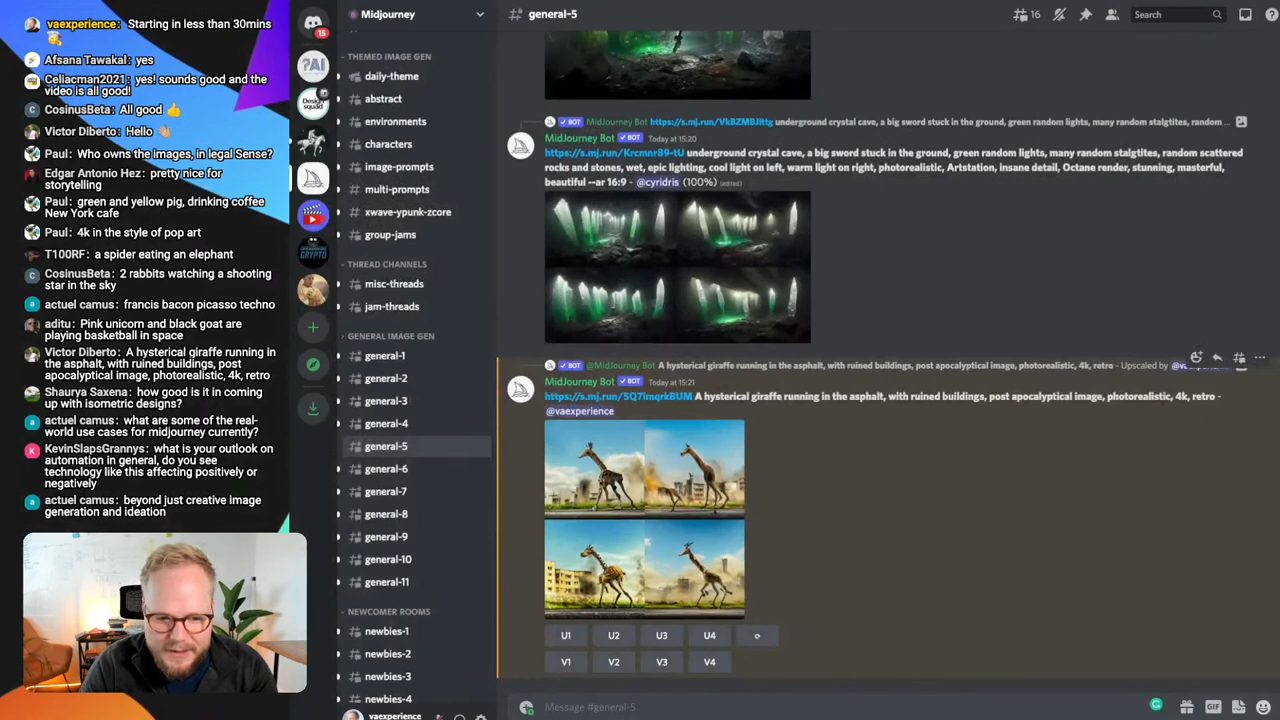 vaexperience: Starting in less than 30mins
Afsana Tawakal: yes
Celiacman2021: yes! sounds good and the
video is all good!
CosinusBeta: All good 👍
Victor Diberto: Hello 👋🏼
Paul: Who owns the images, in legal Sense?
Edgar Antonio Hez: pretty nice for
storytelling
Paul: green and yellow pig, drinking coffee
New York cafe
Paul: 4k in the style of pop art
T100RF: a spider eating an elephant
CosinusBeta: 2 rabbits watching a shooting
star in the sky
actuel camus: francis bacon picasso techno
aditu: Pink unicorn and black goat are
playing basketball in space
Victor Diberto: A hysterical giraffe running in
the asphalt, with ruined buildings, post
apocalyptical image, photorealistic, 4k, retro
Shaurya Saxena: how good is it in coming
up with isometric designs?
actuel camus: what are some of the real-
world use cases for midjourney currently?
KevinSlapsGrannys: what is your outlook on
automation in general, do you see
technology like this affecting positively or
negatively
actuel camus: beyond just creative image
generation and ideation
15
PAI
Design
squad
CRYPTO
Midjourney
THEMED IMAGE GEN
daily-theme
abstract
environments
characters
image-prompts
multi-prompts
xwave-ypunk-zcore
group-jams
THREAD CHANNELS
misc-threads
jam-threads
GENERAL IMAGE GEN
general-1
general-2
general-3
general-4
general-5
general-6
general-7
general-8
general-9
general-10
general-11
NEWCOMER ROOMS
newbies-1
newbies-2
newbies-3
newbies-4
vaexperience
general-5
16
Search
BOT MidJourney Bot https://s.mj.run/VkBZMBJittg underground crystal cave, a big sword stuck in the ground, green random lights, many random stalgtites, random ...
MidJourney Bot BOT Today at 15:20
https://s.mj.run/Krcmnr89-tU underground crystal cave, a big sword stuck in the ground, green random lights, many random stalgtites, random scattered
rocks and stones, wet, epic lighting, cool light on left, warm light on right, photorealistic, Artstation, insane detail, Octane render, stunning, masterful,
beautiful --ar 16:9 - @cyridris (100%) (edited)
BOT @MidJourney Bot A hysterical giraffe running in the asphalt, with ruined buildings, post apocalyptical image, photorealistic, 4k, retro - Upscaled by
MidJourney Bot BOT Today at 15:21
https://s.mj.run/5Q7lmqrkBUM A hysterical giraffe running in the asphalt, with ruined buildings, post apocalyptical image, photorealistic, 4k, retro -
@vaexperience
U1 U2 U3 U4
V1 V2 V3 V4
Message #general-5
GIF